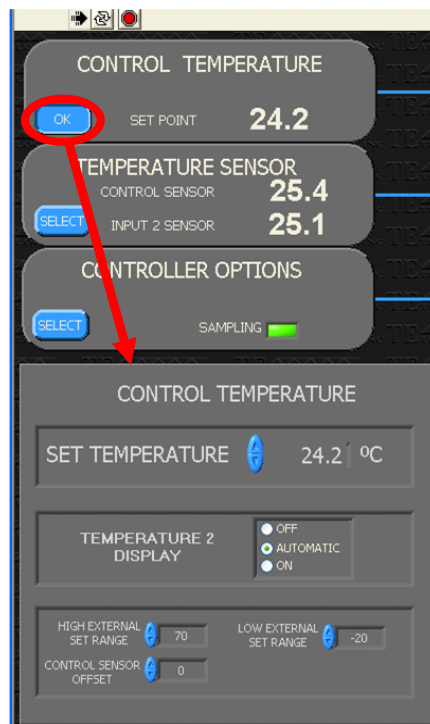 CONTROL TEMPERATURE
OK SET POINT 24.2
TEMPERATURE SENSOR
CONTROL SENSOR 25.4
SELECT INPUT 2 SENSOR 25.1
CONTROLLER OPTIONS
SELECT SAMPLING
CONTROL TEMPERATURE
SET TEMPERATURE 24.2 ºC
TEMPERATURE 2
DISPLAY
OFF
AUTOMATIC
ON
HIGH EXTERNAL
SET RANGE 70
LOW EXTERNAL
SET RANGE -20
CONTROL SENSOR
OFFSET 0